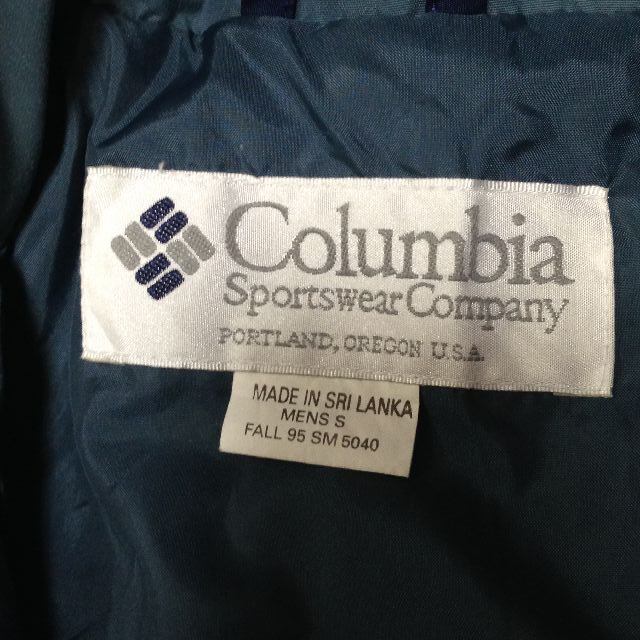 Columbia
Sportswear Company
PORTLAND, OREGON U.S.A.
MADE IN SRI LANKA
MENS S
FALL 95 SM 5040